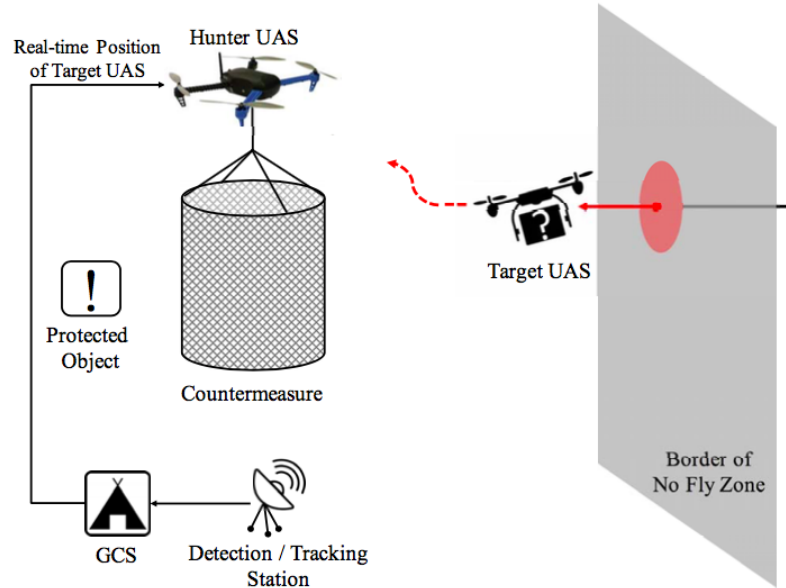 Real-time Position
of Target UAS
Hunter UAS
?
Target UAS
!
Protected
Object
Countermeasure
Border of
No Fly Zone
GCS
Detection / Tracking
Station